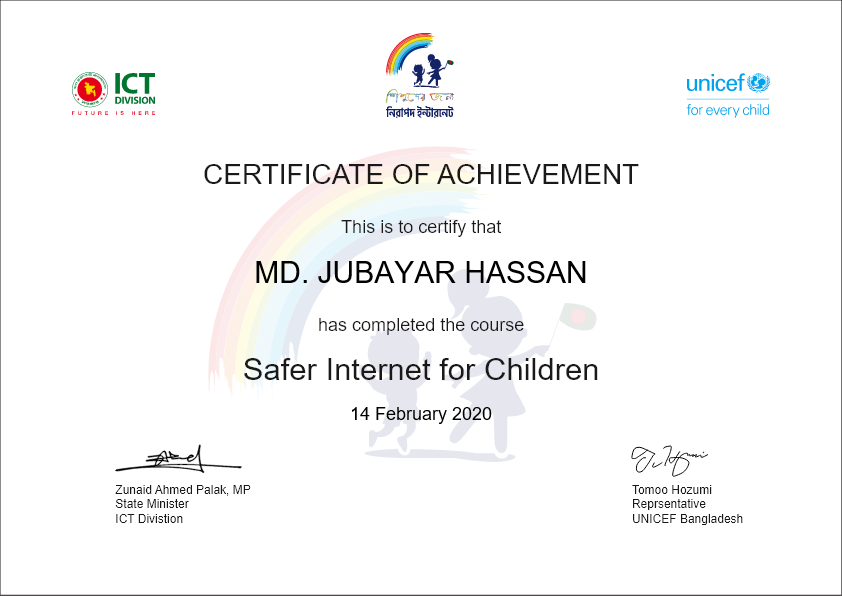 ICT
DIVISION
FUTURE IS HERE
শিশুদের জন্য
নিরাপদ ইন্টারনেট
unicef
for every child
CERTIFICATE OF ACHIEVEMENT
This is to certify that
MD. JUBAYAR HASSAN
has completed the course
Safer Internet for Children
14 February 2020
Zunaid Ahmed Palak, MP
State Minister
ICT Divistion
Tomoo Hozumi
Reprsentative
UNICEF Bangladesh